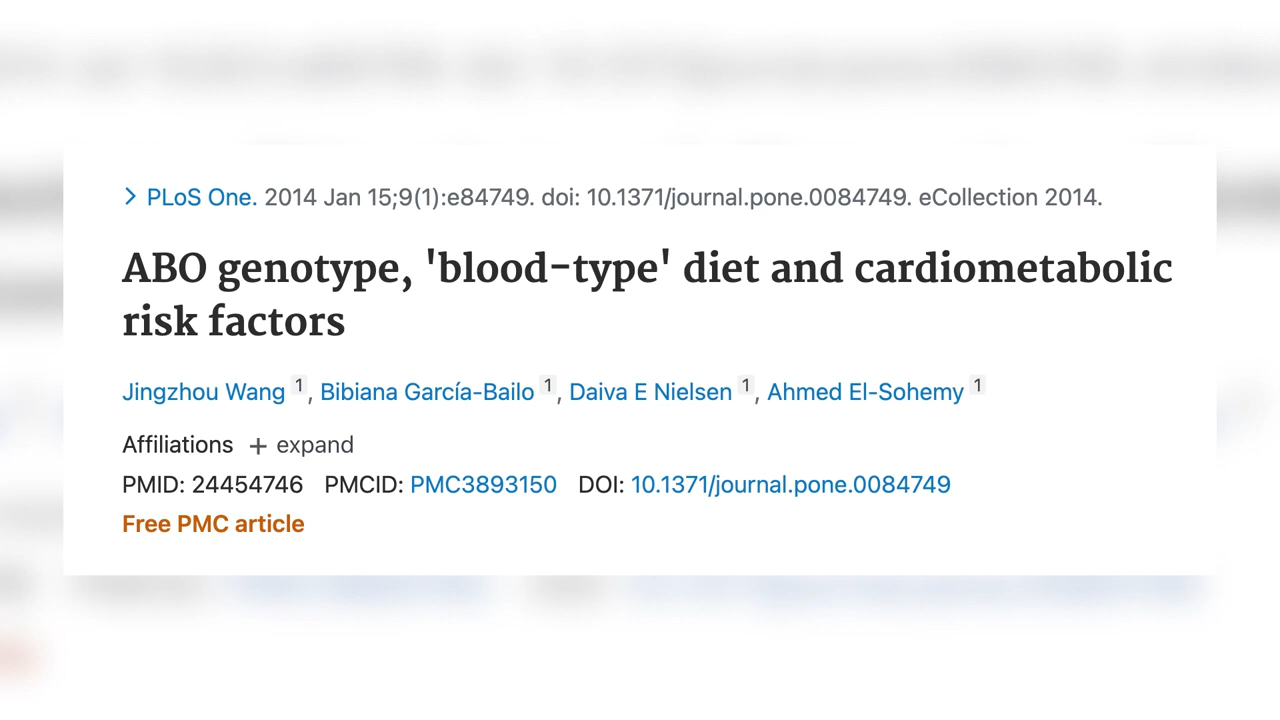 PLoS One. 2014 Jan 15;9(1):e84749. doi: 10.1371/journal.pone.0084749. eCollection 2014.
ABO genotype, 'blood-type' diet and cardiometabolic
risk factors
Jingzhou Wang 1, Bibiana García-Bailo 1, Daiva E Nielsen 1, Ahmed El-Sohemy 1
Affiliations + expand
PMID: 24454746 PMCID: PMC3893150 DOI: 10.1371/journal.pone.0084749
Free PMC article